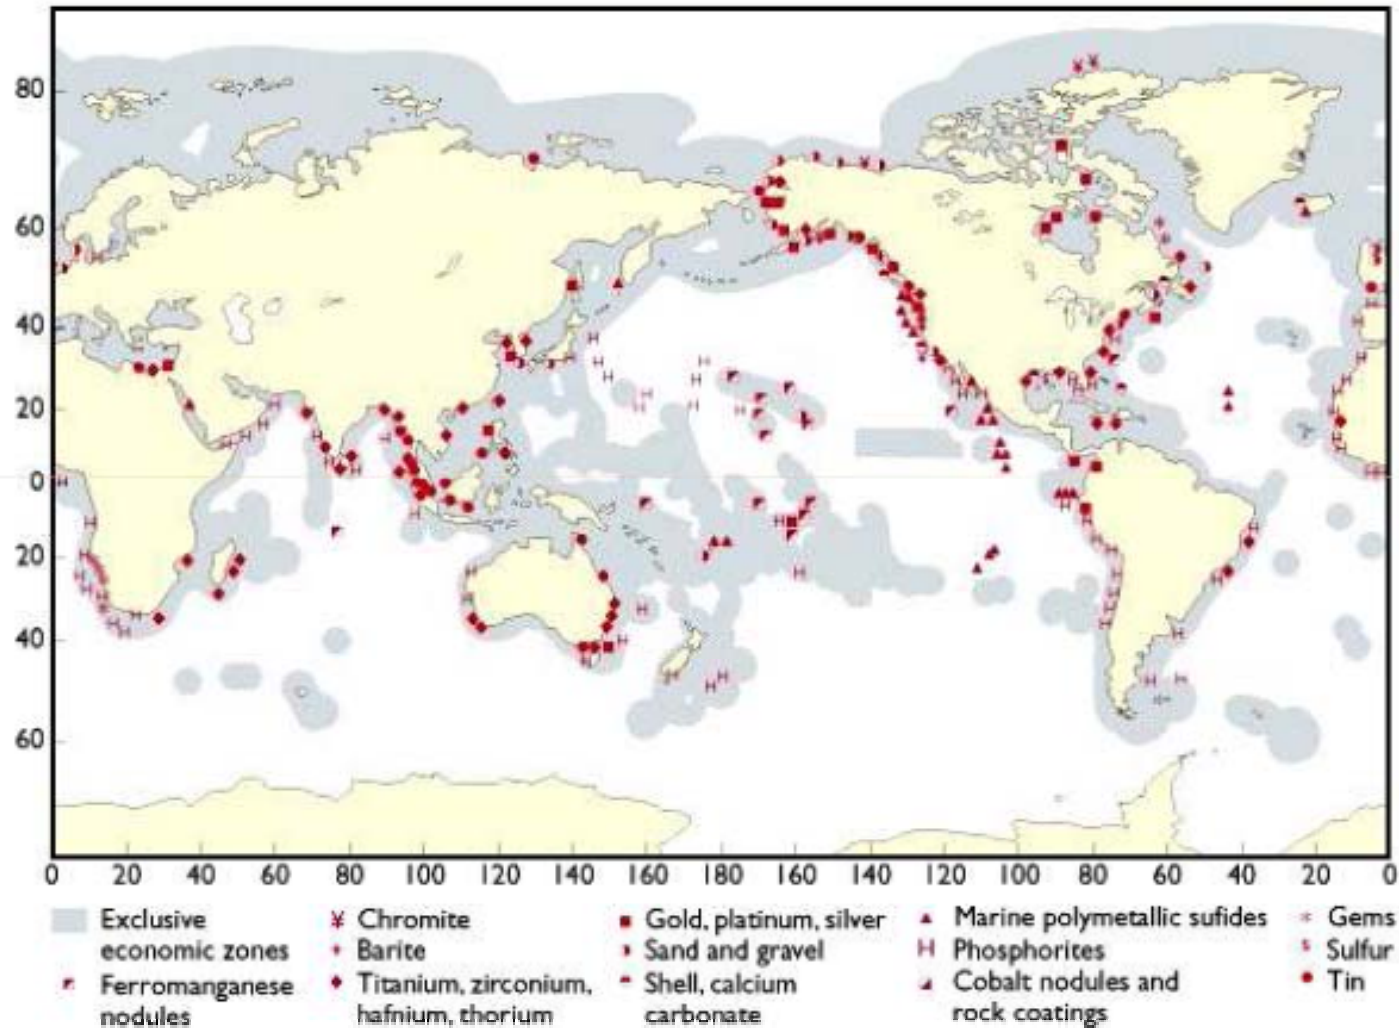 80
60
40
20
0
20
40
60
0 20 40 60 80 100 120 140 160 180 160 140 120 100 80 60 40 20 0
Exclusive
economic zones
Ferromanganese
nodules
¥ Chromite
Barite
Titanium, zirconium,
hafnium, thorium
Gold, platinum, silver
Sand and gravel
Shell, calcium
carbonate
Marine polymetallic sufides
H Phosphorites
Cobalt nodules and
rock coatings
Gems
Sulfur
Tin